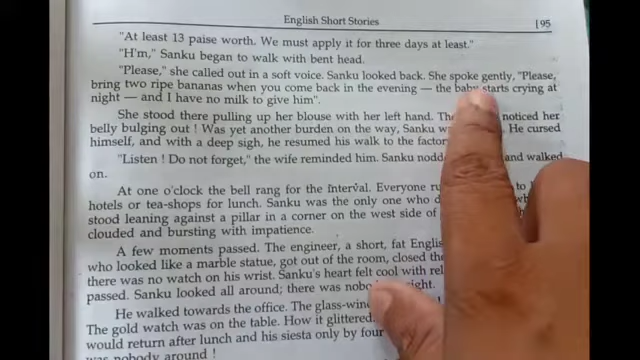 English Short Stories
[ 95
"At least 13 paise worth. We must apply it for three days at least."
"H'm," Sanku began to walk with bent head.
"Please," she called out in a soft voice. Sanku looked back. She spoke gently, "Please,
bring two ripe bananas when you come back in the evening — the baby starts crying at
night — and I have no milk to give him".
She stood there pulling up her blouse with her left hand. noticed her
belly bulging out ! Was yet another burden on the way, Sanku He cursed
himself, and with a deep sigh, he resumed his walk to the
"Listen ! Do not forget," the wife reminded him. Sanku and walked
on.
At one o'clock the bell rang for the interval. Everyone to
hotels or tea-shops for lunch. Sanku was the only one who
stood leaning against a pillar in a corner on the west side of
clouded and bursting with impatience.
A few moments passed. The engineer, a short, fat
who looked like a marble statue, got out of the room, closed
there was no watch on his wrist. Sanku's heart felt cool with
passed. Sanku looked all around; there was
He walked towards the office. The
The gold watch was on the table. How it glittered.
would return after lunch and his siesta only by four
was nobody around !